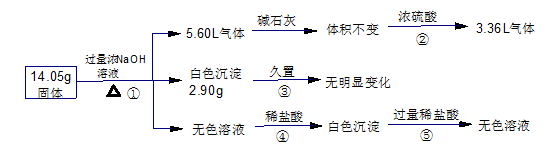 14.05g
固体
过量浓NaOH
溶液
△ ①
5.60L气体
碱石灰
体积不变
浓硫酸
②
3.36L气体
白色沉淀
2.90g
久置
③
无明显变化
无色溶液
稀盐酸
④
白色沉淀
过量稀盐酸
⑤
无色溶液